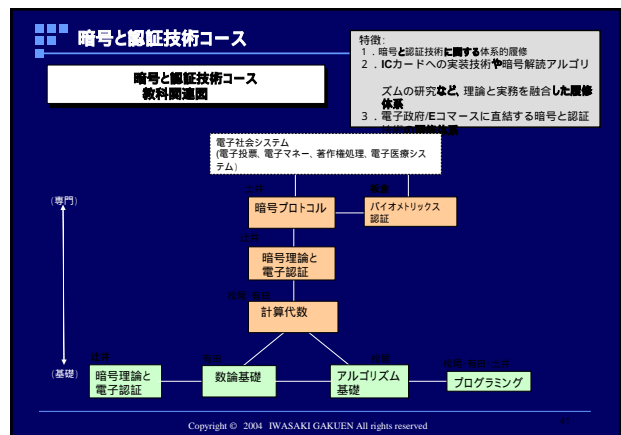 暗号と認証技術コース
特徴:
1．暗号と認証技術に関する体系的履修
2．ICカードへの実装技術や暗号解読アルゴリ
ズムの研究など、理論と実務を融合した履修
体系
3．電子政府/Eコマースに直結する暗号と認証
暗号と認証技術コース
教科関連図
電子社会システム
(電子投票、電子マネー、著作権処理、電子医療シス
テム)
(専門)
暗号プロトコル
バイオメトリックス
認証
暗号理論と
電子認証
計算代数
(基礎)
暗号理論と
電子認証
数論基礎
アルゴリズム
基礎
プログラミング
Copyright © 2004 IWASAKI GAKUEN All rights reserved